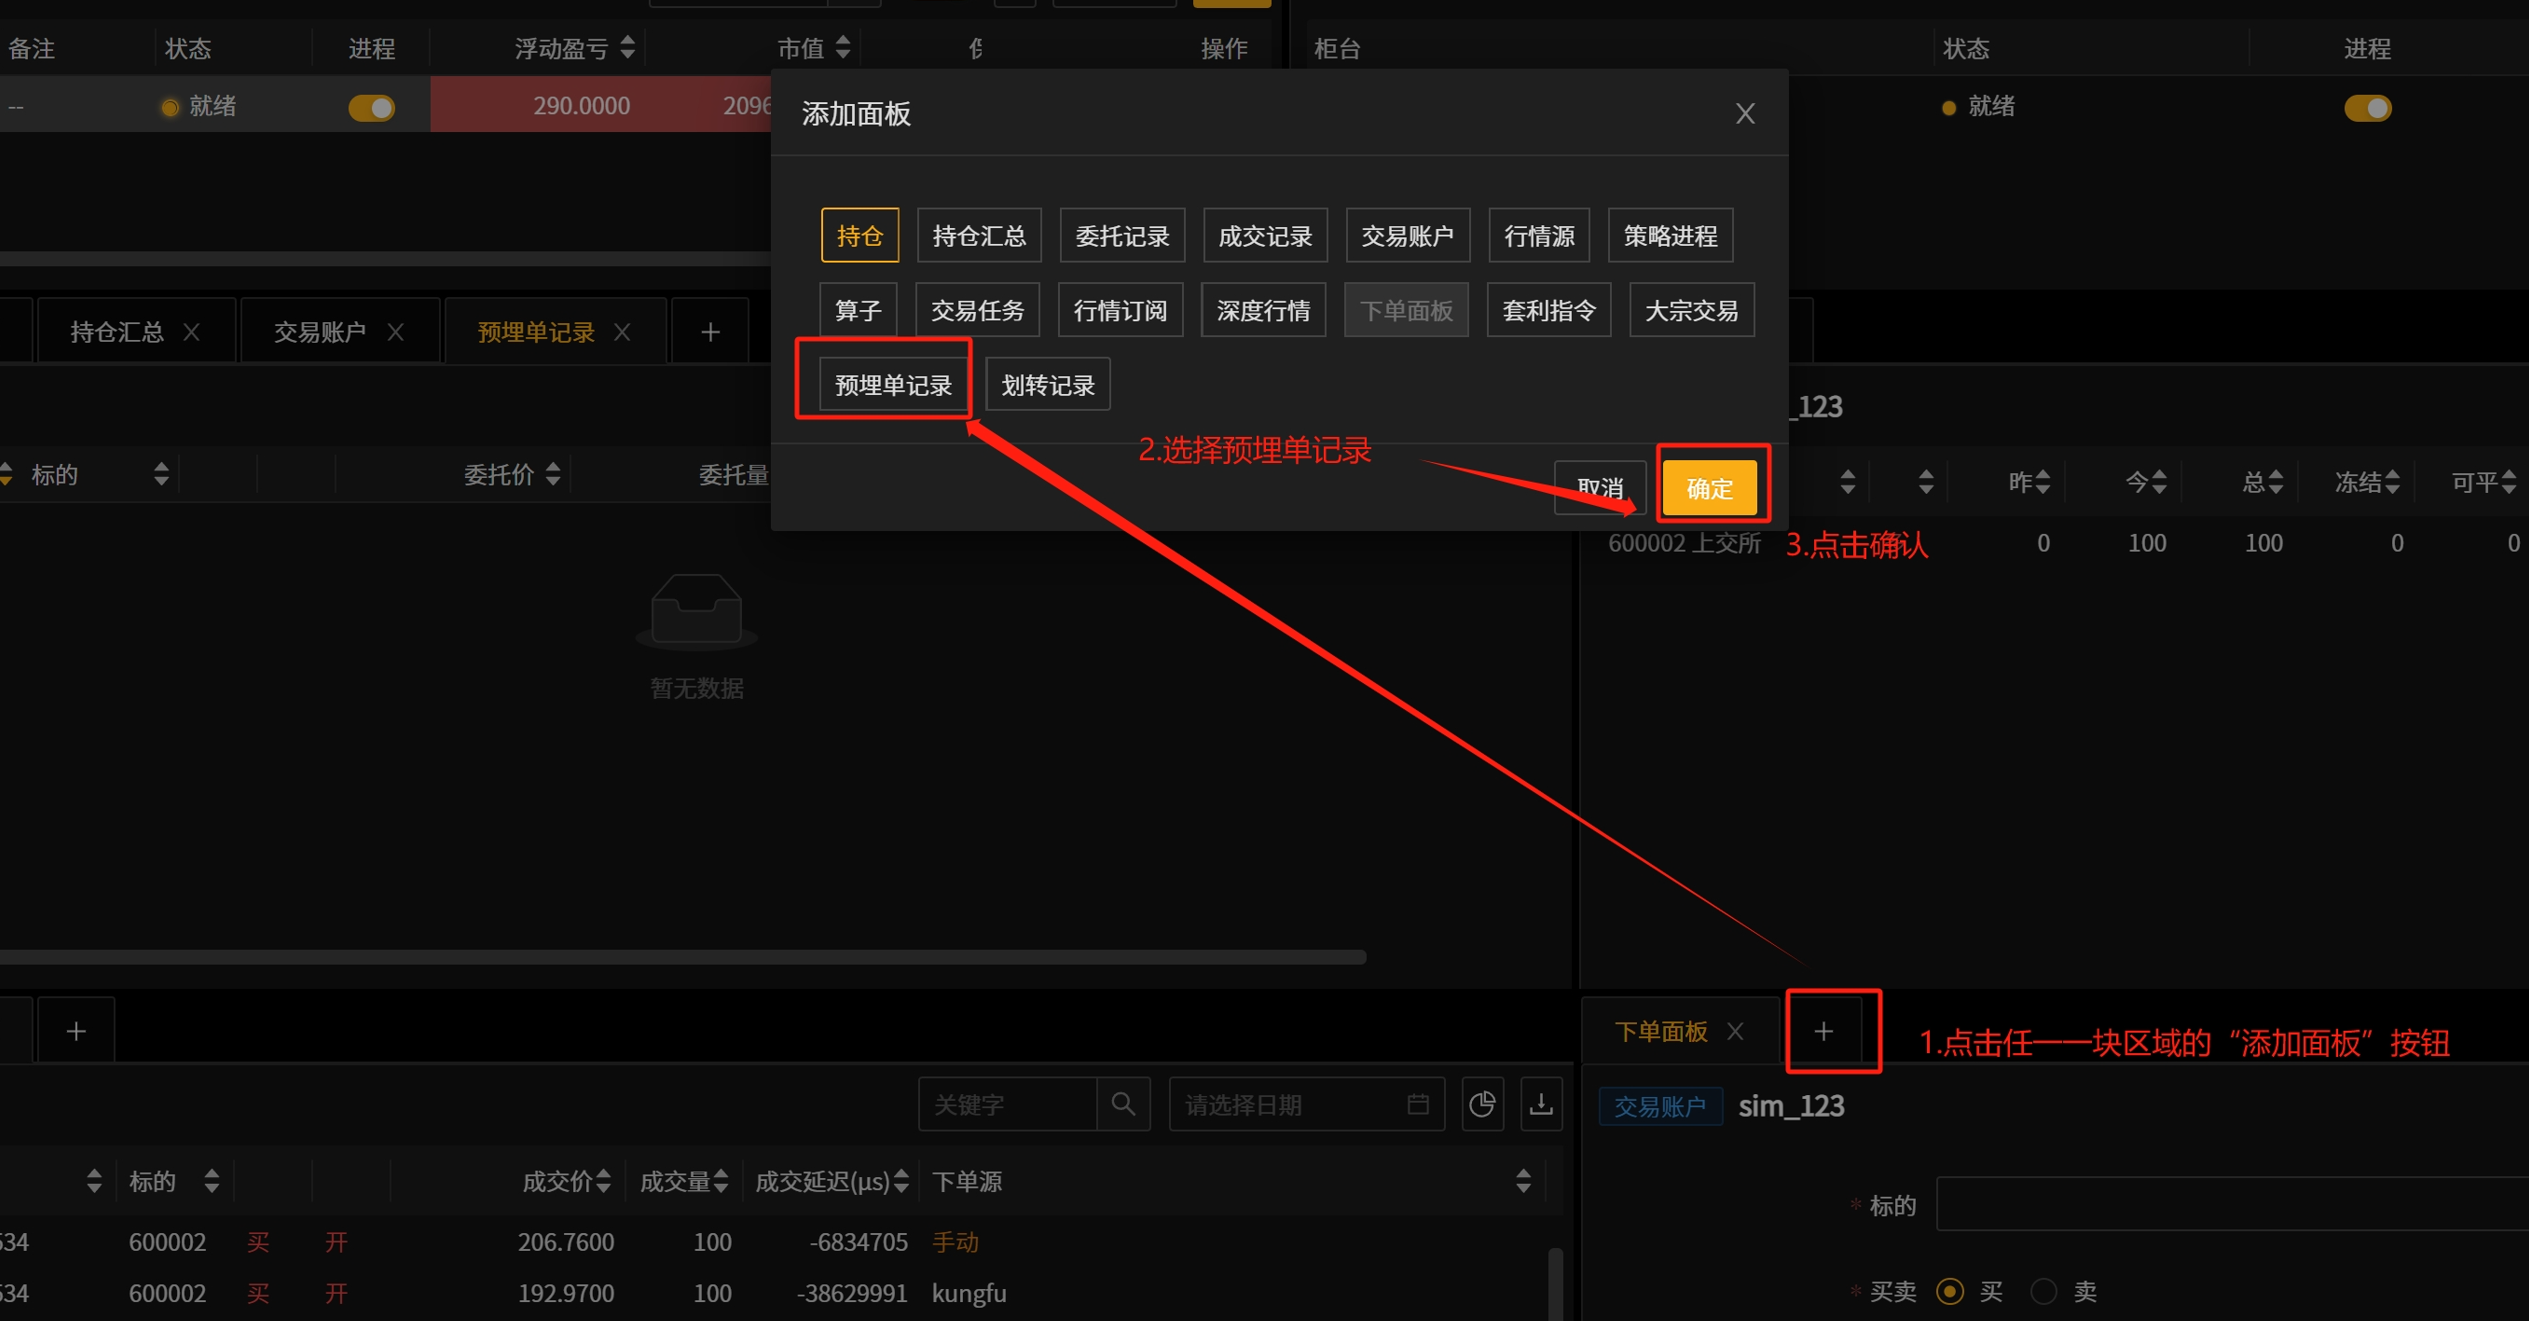 备注 状态 进程 浮动盈亏 市值 操作 柜台 状态 进程
-- 就绪 290.0000 2096 就绪
添加面板
持仓 持仓汇总 委托记录 成交记录 交易账户 行情源 策略进程
算子 交易任务 行情订阅 深度行情 下单面板 套利指令 大宗交易
持仓汇总 交易账户 预埋单记录
预埋单记录 划转记录
_123
2.选择预埋单记录
标的 委托价 委托量
取消 确定
昨 今 总 冻结 可平
600002 上交所 3.点击确认 0 100 100 0 0
暂无数据
下单面板 1.点击任一一块区域的“添加面板”按钮
关键字 请选择日期
交易账户 sim_123
标的 成交价 成交量 成交延迟(μs) 下单源
* 标的
534 600002 买 开 206.7600 100 -6834705 手动
534 600002 买 开 192.9700 100 -38629991 kungfu
* 买卖 买 卖